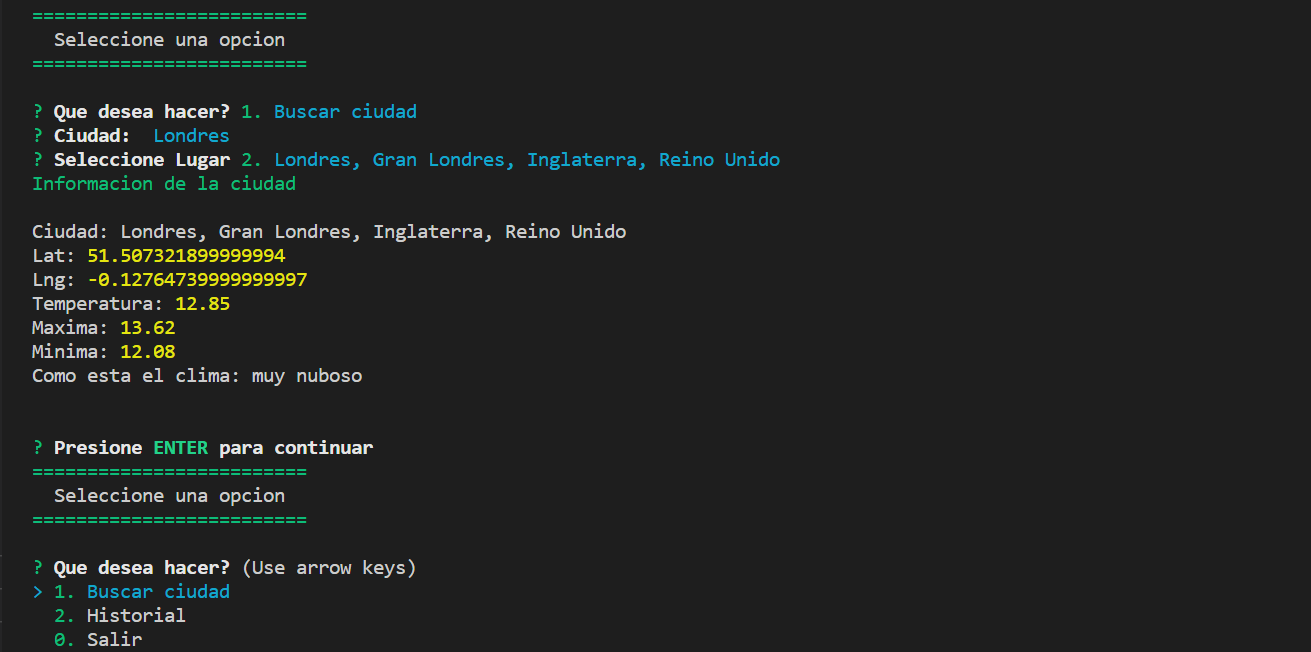 =========================
Seleccione una opcion
=========================
? Que desea hacer? 1. Buscar ciudad
? Ciudad:  Londres
? Seleccione Lugar 2. Londres, Gran Londres, Inglaterra, Reino Unido
Informacion de la ciudad
Ciudad: Londres, Gran Londres, Inglaterra, Reino Unido
Lat: 51.507321899999994
Lng: -0.12764739999999997
Temperatura: 12.85
Maxima: 13.62
Minima: 12.08
Como esta el clima: muy nuboso
? Presione ENTER para continuar
=========================
Seleccione una opcion
=========================
? Que desea hacer? (Use arrow keys)
> 1. Buscar ciudad
2. Historial
0. Salir